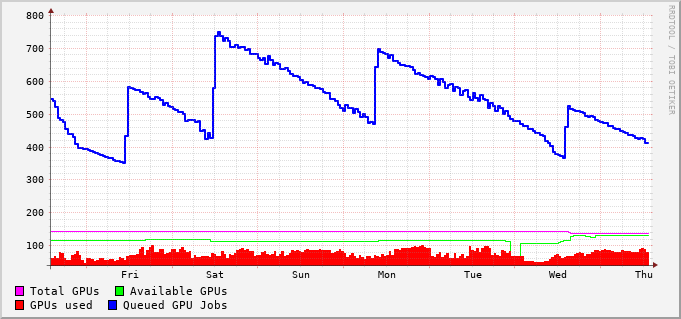 800
700
600
500
400
300
200
100
Fri Sat Sun Mon Tue Wed Thu
Total GPUs Available GPUs
GPUs used Queued GPU Jobs
RRDTOOL / TOBI OETIKER